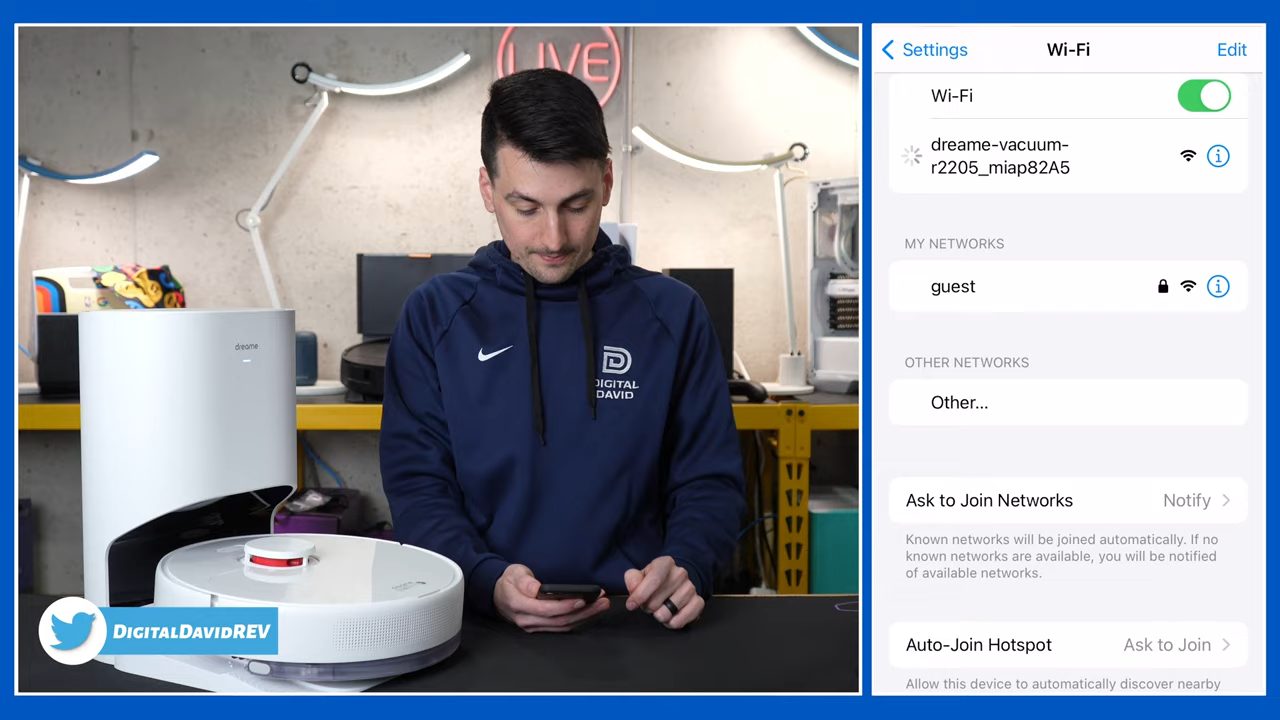 LIVE
dreame
DIGITAL
DAVID
DIGITALDAVIDREV
Settings
Wi-Fi
Edit
Wi-Fi
dreame-vacuum-
r2205_miap82A5
MY NETWORKS
guest
OTHER NETWORKS
Other...
Ask to Join Networks
Notify
Known networks will be joined automatically. If no
known networks are available, you will be notified
of available networks.
Auto-Join Hotspot
Ask to Join
Allow this device to automatically discover nearby